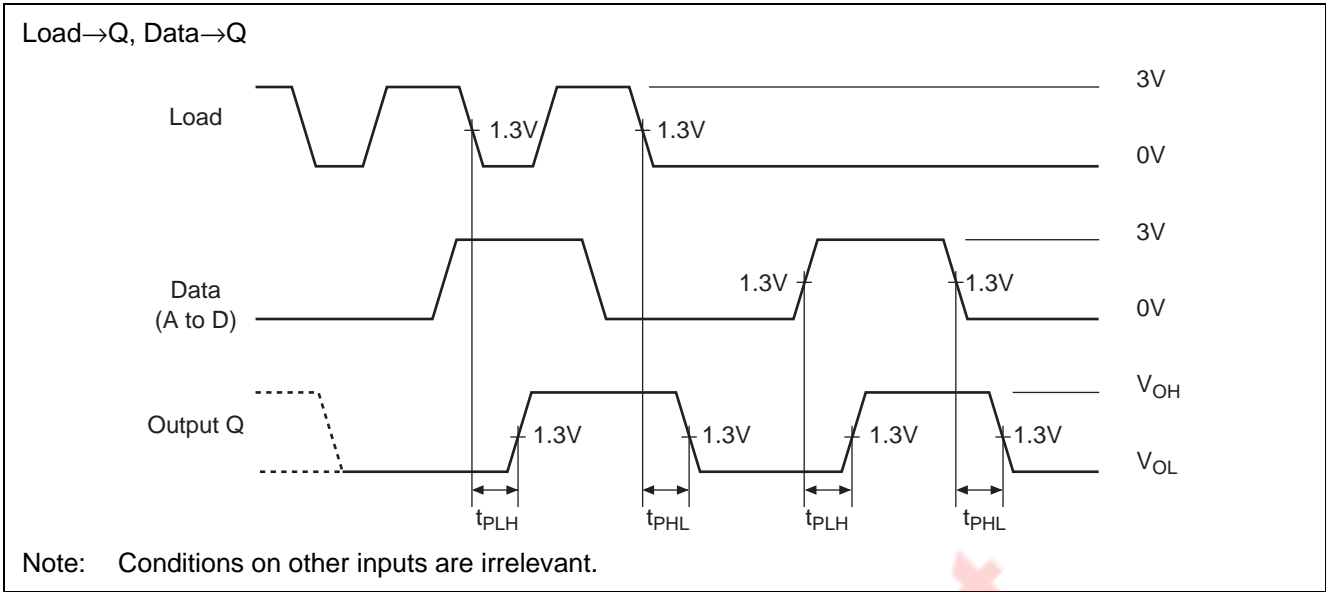 Load→Q, Data→Q
3V
Load
1.3V
1.3V
0V
3V
1.3V
1.3V
Data
(A to D)
0V
VOH
Output Q
1.3V
1.3V
1.3V
1.3V
VOL
tPLH
tPHL
tPLH
tPHL
Note: Conditions on other inputs are irrelevant.